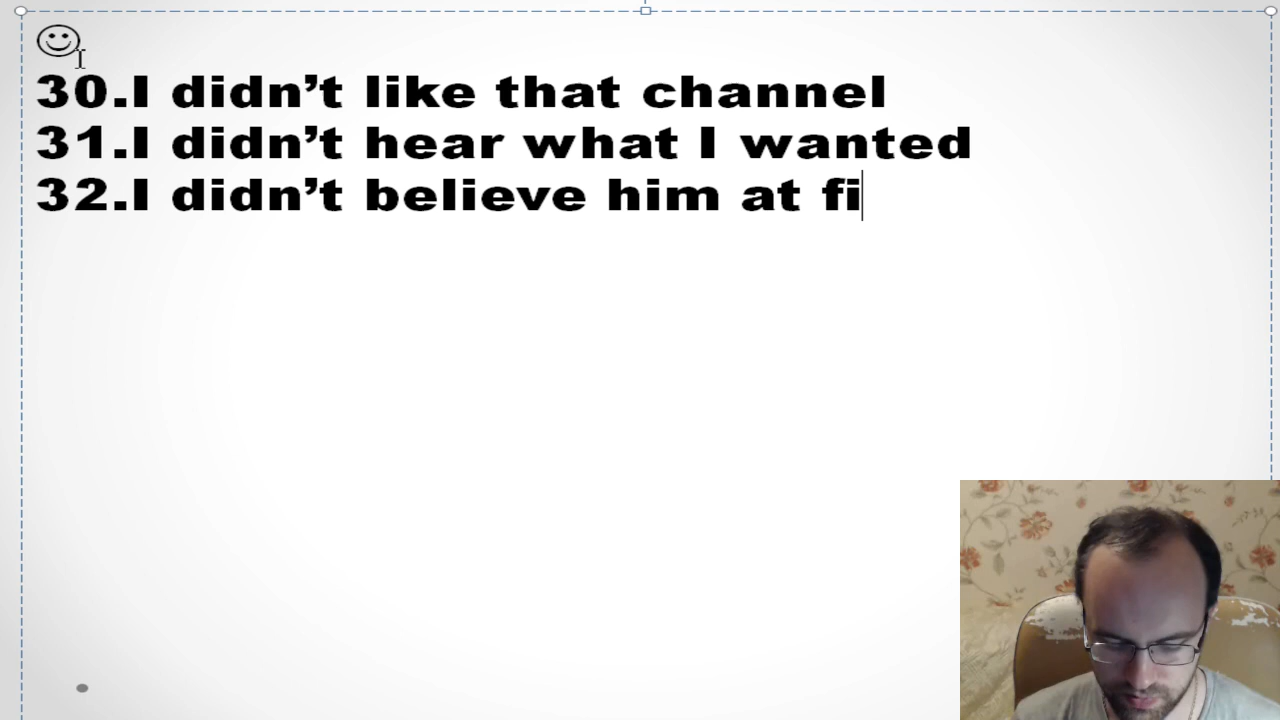 ☺
30.I didn’t like that channel
31.I didn’t hear what I wanted
32.I didn’t believe him at fi